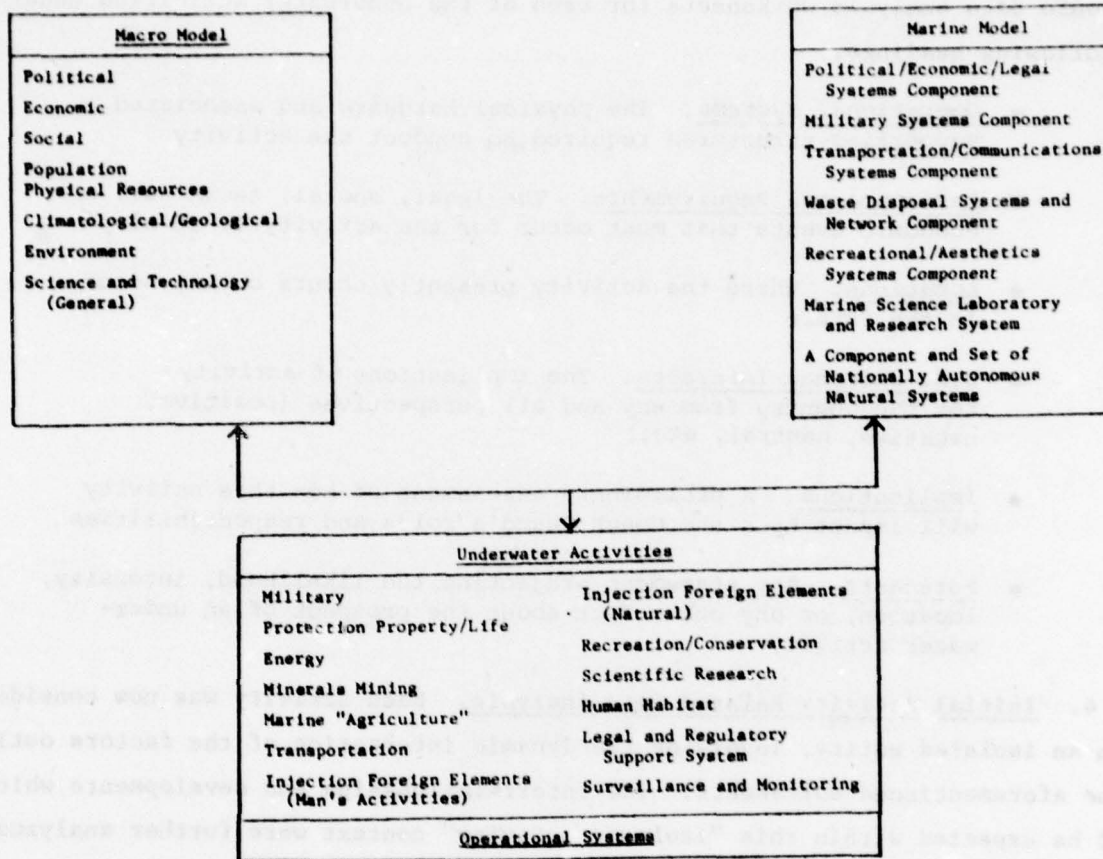 Macro Model
Political
Economic
Social
Population
Physical Resources
Climatological/Geological
Environment
Science and Technology
(General)
Marine Model
Political/Economic/Legal
Systems Component
Military Systems Component
Transportation/Communications
Systems Component
Waste Disposal Systems and
Network Component
Recreational/Aesthetics
Systems Component
Marine Science Laboratory
and Research System
A Component and Set of
Nationally Autonomous
Natural Systems
Underwater Activities
Military
Protection Property/Life
Energy
Minerals Mining
Marine "Agriculture"
Transportation
Injection Foreign Elements
(Man's Activities)
Injection Foreign Elements
(Natural)
Recreation/Conservation
Scientific Research
Human Habitat
Legal and Regulatory
Support System
Surveillance and Monitoring
Operational Systems